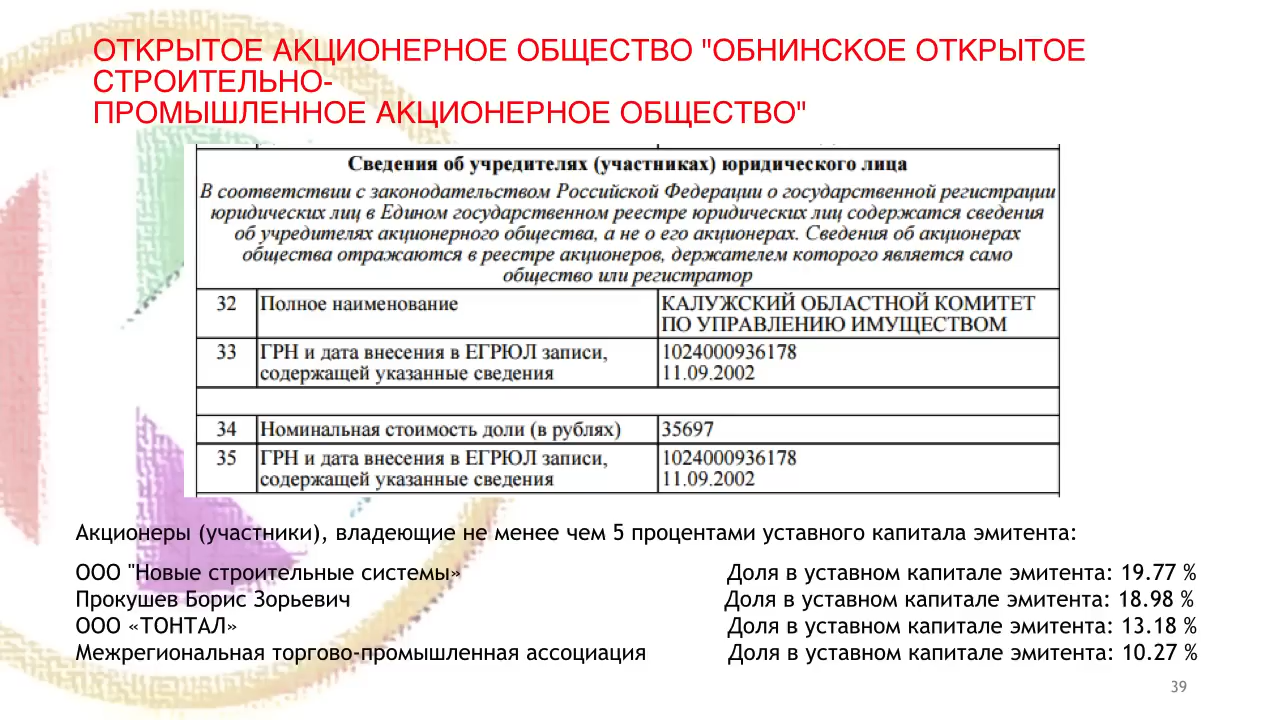 ОТКРЫТОЕ АКЦИОНЕРНОЕ ОБЩЕСТВО "ОБНИНСКОЕ ОТКРЫТОЕ
СТРОИТЕЛЬНО-
ПРОМЫШЛЕННОЕ АКЦИОНЕРНОЕ ОБЩЕСТВО"
Сведения об учредителях (участниках) юридического лица
В соответствии с законодательством Российской Федерации о государственной регистрации
юридических лиц в Едином государственном реестре юридических лиц содержатся сведения
об учредителях акционерного общества, а не о его акционерах. Сведения об акционерах
общества отражаются в реестре акционеров, держателем которого является само
общество или регистратор
32 Полное наименование КАЛУЖСКИЙ ОБЛАСТНОЙ КОМИТЕТ
ПО УПРАВЛЕНИЮ ИМУЩЕСТВОМ
33 ГРН и дата внесения в ЕГРЮЛ записи, 1024000936178
содержащей указанные сведения 11.09.2002
34 Номинальная стоимость доли (в рублях) 35697
35 ГРН и дата внесения в ЕГРЮЛ записи, 1024000936178
содержащей указанные сведения 11.09.2002
Акционеры (участники), владеющие не менее чем 5 процентами уставного капитала эмитента:
ООО "Новые строительные системы» Доля в уставном капитале эмитента: 19.77 %
Прокушев Борис Зорьевич Доля в уставном капитале эмитента: 18.98 %
ООО «ТОНТАЛ» Доля в уставном капитале эмитента: 13.18 %
Межрегиональная торгово-промышленная ассоциация Доля в уставном капитале эмитента: 10.27 %
39